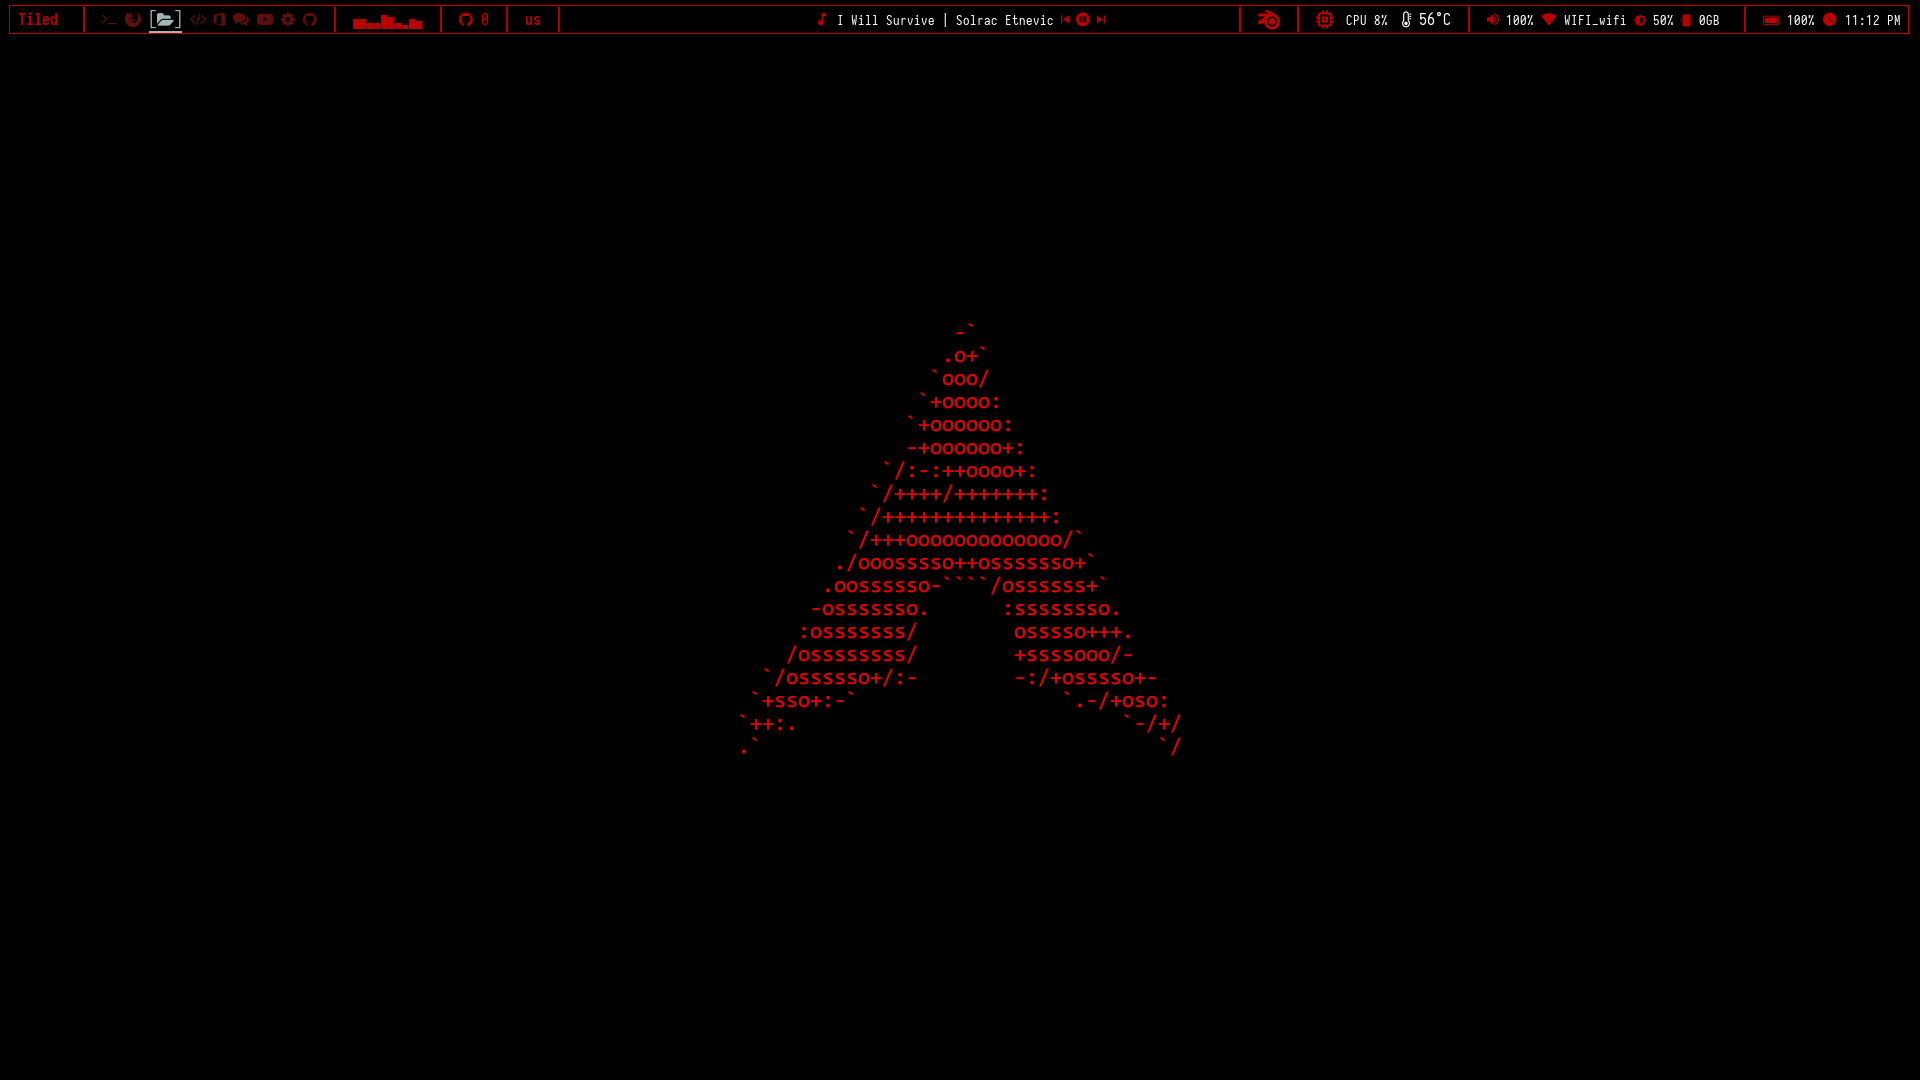 Tiled >_ [ ] </> 0 us I Will Survive | Solrac Etnevic CPU 8% 56°C 100% WIFI_wifi 50% 0GB 100% 11:12 PM
-`
.o+`
`ooo/
`+oooo:
`+oooooo:
-+oooooo+:
`/:-:++oooo+:
`/++++/+++++++:
`/++++++++++++++:
`/+++ooooooooooooo/`
./ooosssso++osssssso+`
.oossssso-````/ossssss+`
-osssssso. :ssssssso.
:osssssss/ osssso+++.
/ossssssss/ +ssssooo/-
`/ossssso+/:- -:/+osssso+-
`+sso+:-` `.-/+oso:
`++:. `-/+/
.` `/